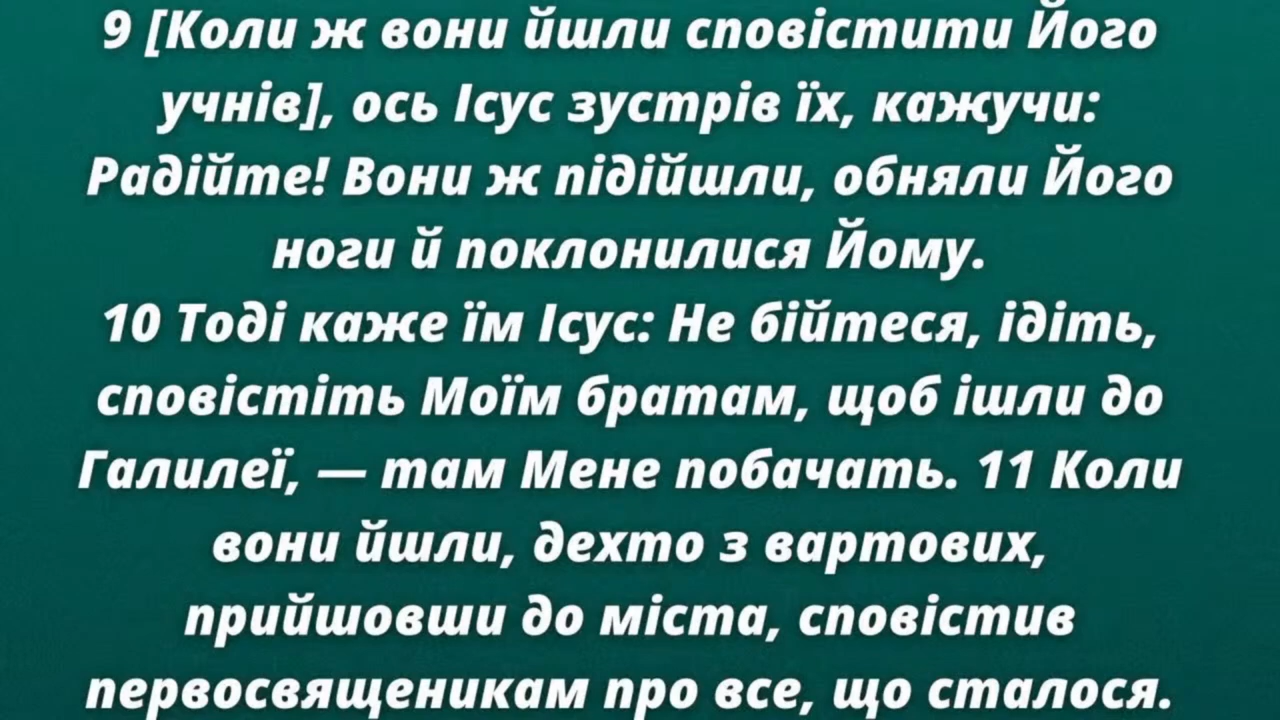 9 [Коли ж вони йшли сповістити Його
учнів], ось Ісус зустрів їх, кажучи:
Радійте! Вони ж підійшли, обняли Його
ноги й поклонилися Йому.
10 Тоді каже їм Ісус: Не бійтеся, ідіть,
сповістіть Моїм братам, щоб ішли до
Галилеї, — там Мене побачать. 11 Коли
вони йшли, дехто з вартових,
прийшовши до міста, сповістив
первосвященикам про все, що сталося.